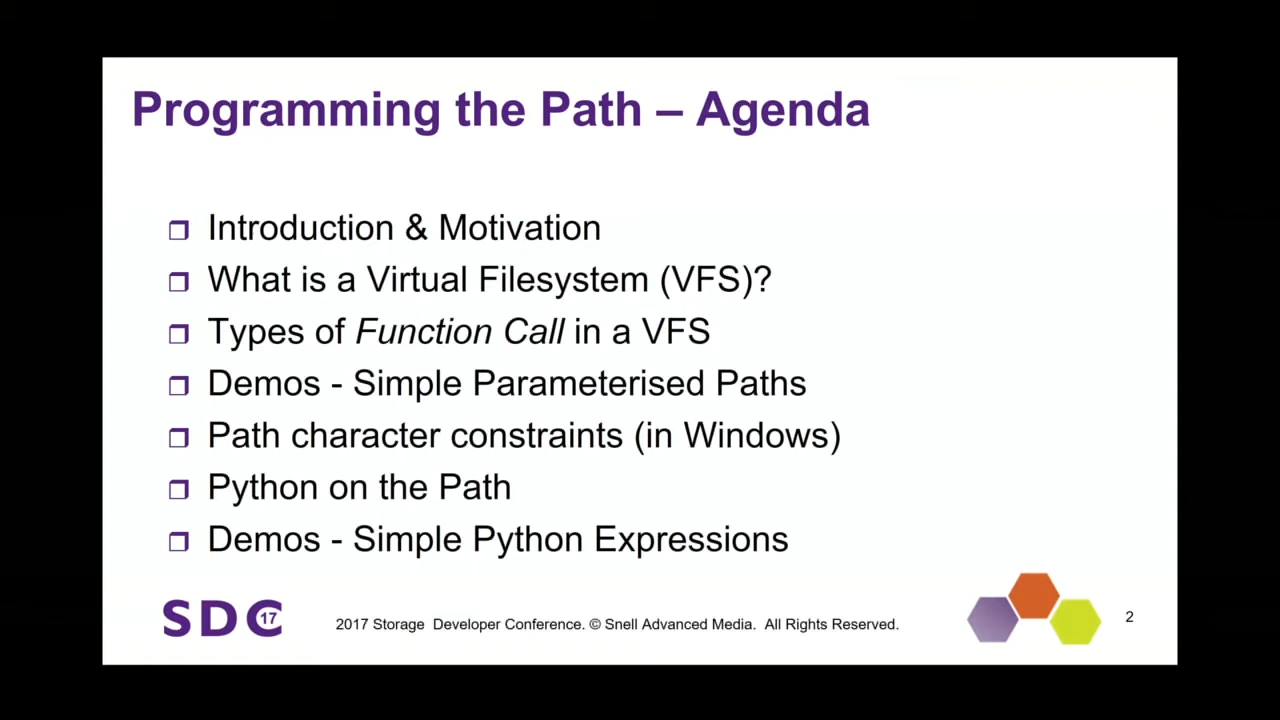 Programming the Path – Agenda
Introduction & Motivation
What is a Virtual Filesystem (VFS)?
Types of Function Call in a VFS
Demos - Simple Parameterised Paths
Path character constraints (in Windows)
Python on the Path
Demos - Simple Python Expressions
SDC 17
2017 Storage Developer Conference. © Snell Advanced Media. All Rights Reserved.
2